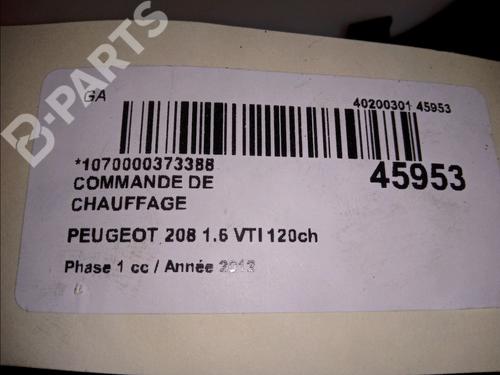 B-PARTS
GA
40200301 45953
*1070000373388
45953
COMMANDE DE
CHAUFFAGE
PEUGEOT 208 1.6 VTI 120ch
Phase 1 cc / Année 2012